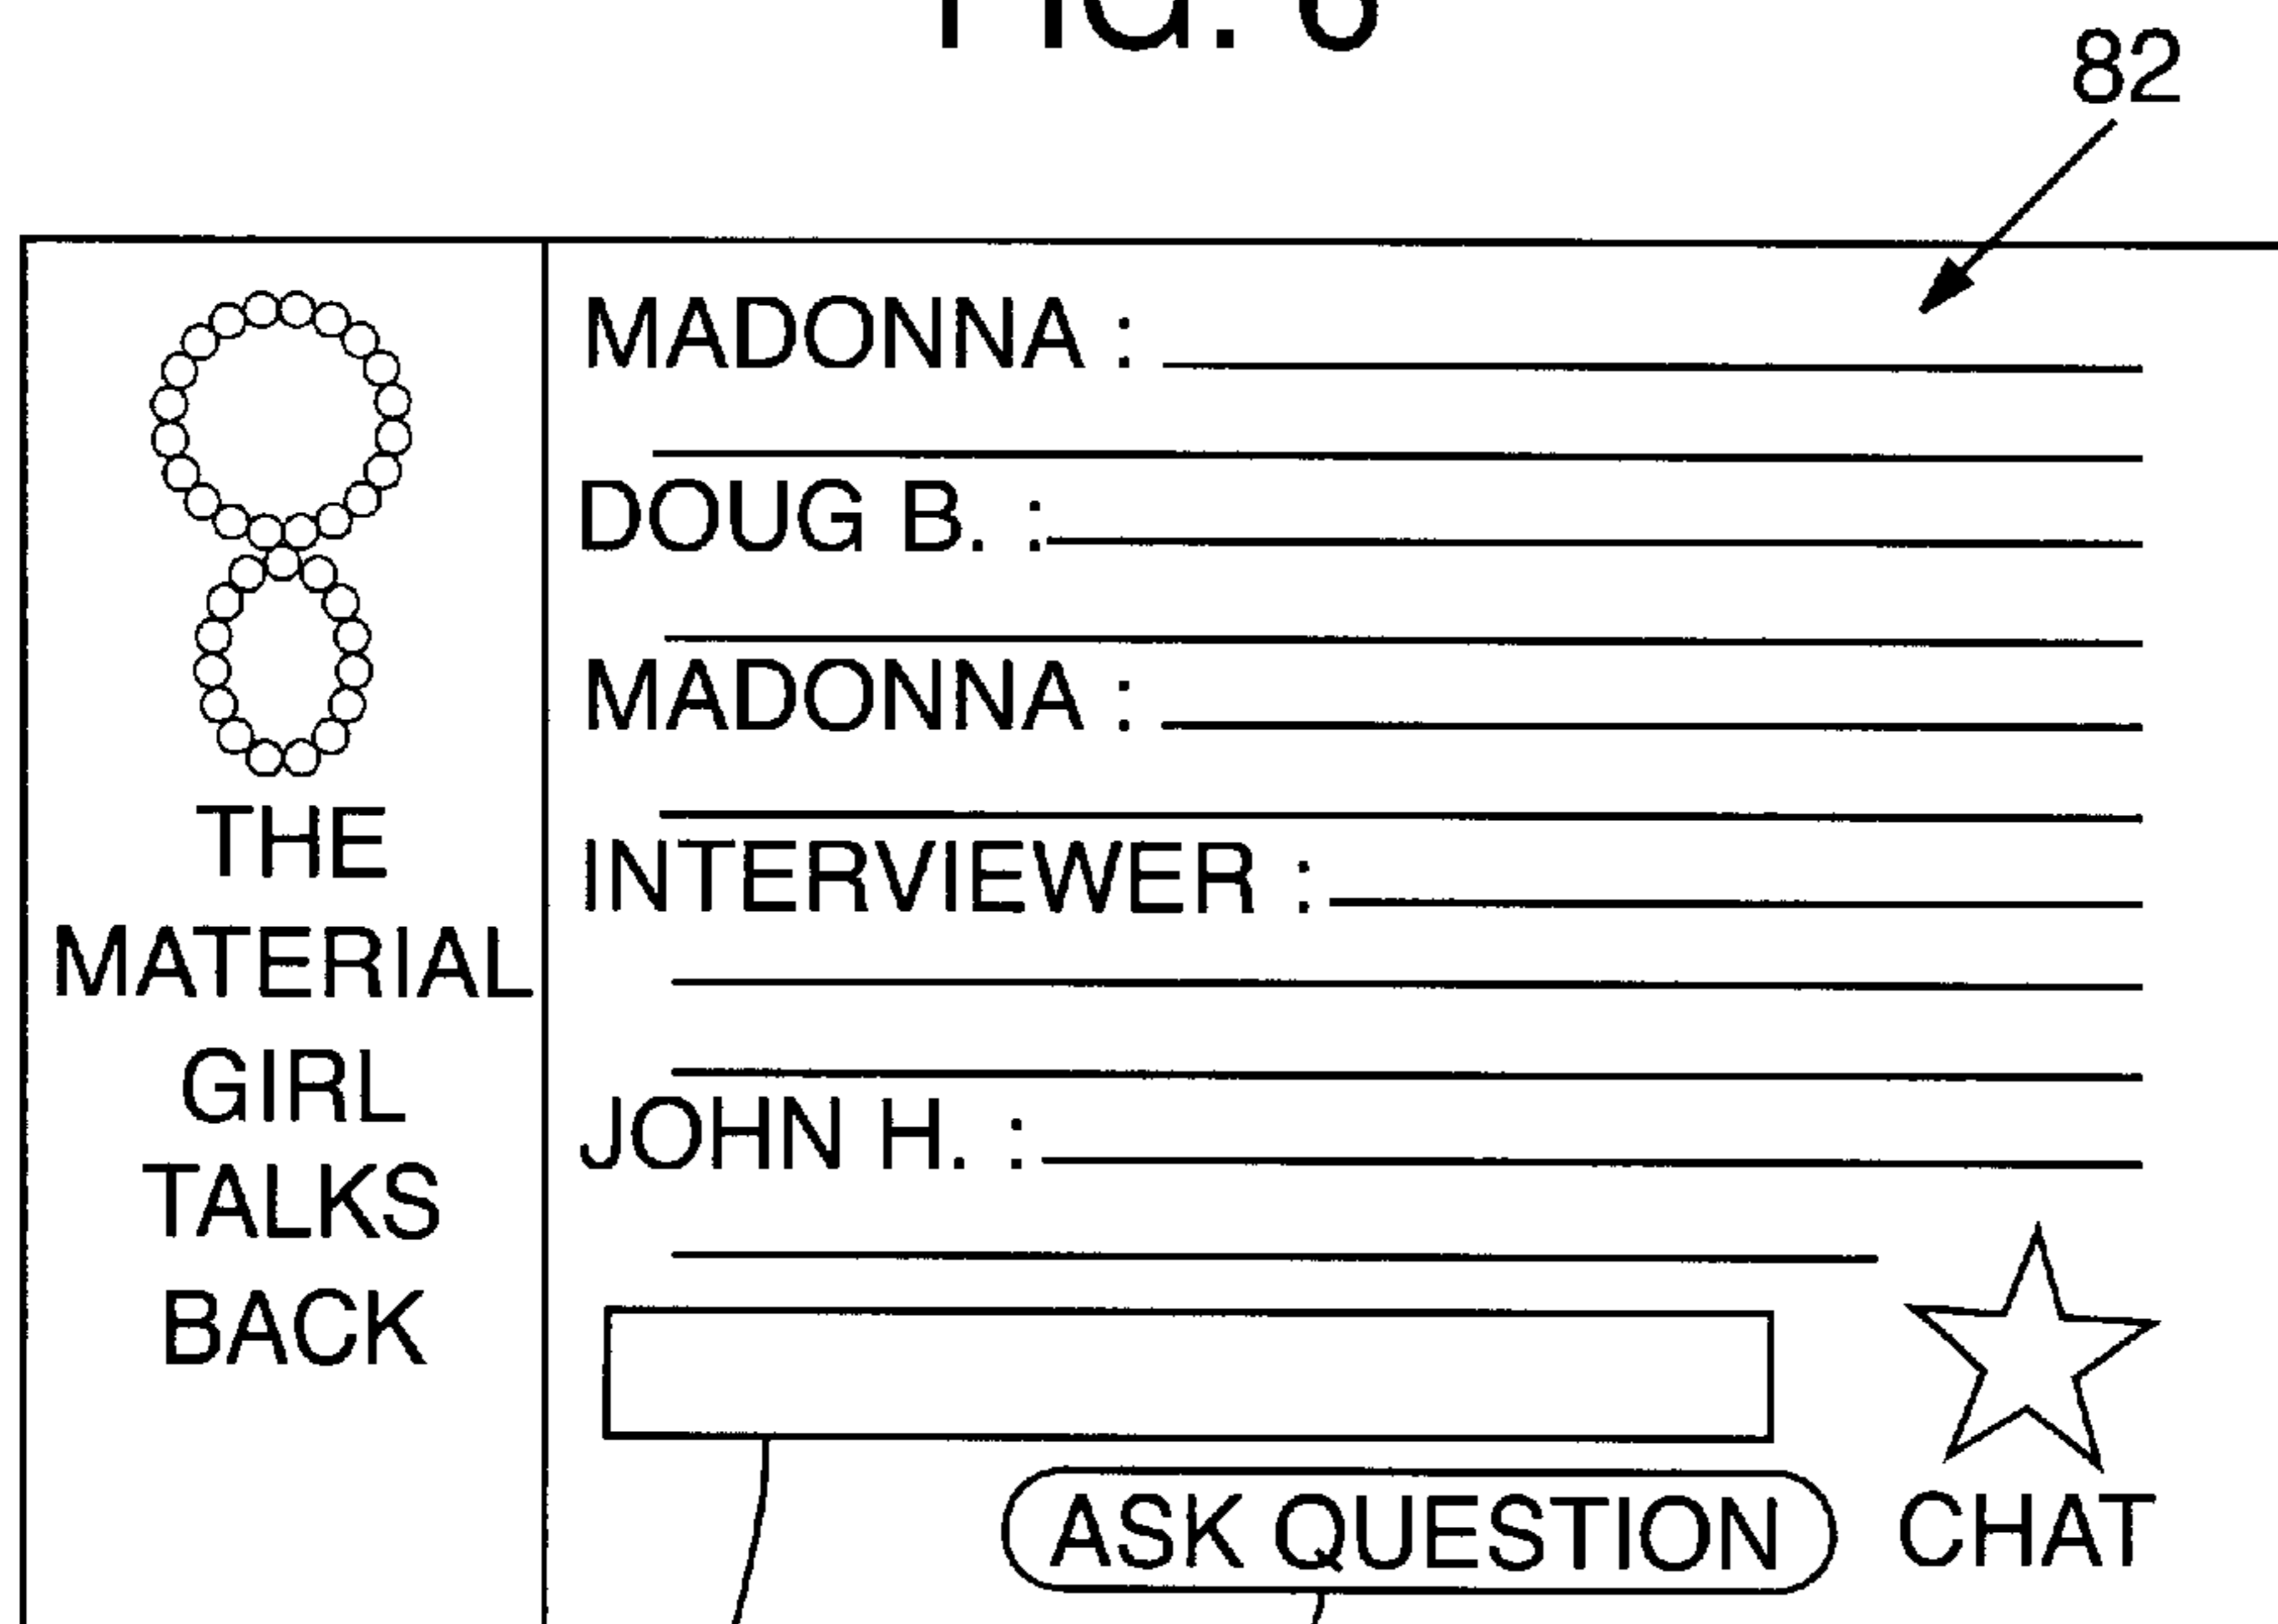 82
MADONNA :
DOUG B. :
MADONNA :
INTERVIEWER :
JOHN H. :
THE
MATERIAL
GIRL
TALKS
BACK
ASK QUESTION
CHAT